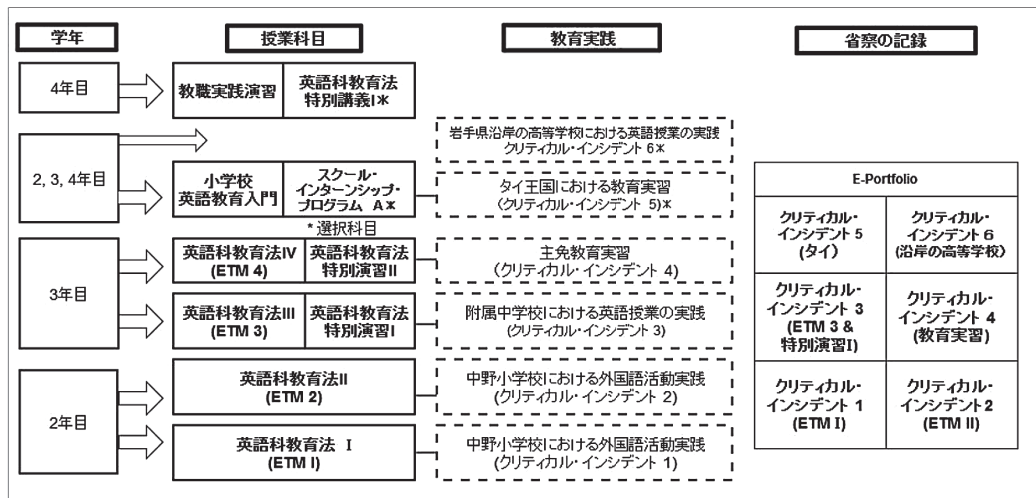 学年
授業科目
教育実践
省察の記録
4年目
教職実践演習
英語科教育法
特別講義I＊
2, 3, 4年目
岩手県沿岸の高等学校における英語授業の実践
クリティカル・インシデント 6＊
小学校
英語教育入門
スクール・
インターンシップ・
プログラム A＊
タイ王国における教育実習
(クリティカル・インシデント 5)＊
* 選択科目
3年目
英語科教育法IV
(ETM 4)
英語科教育法
特別演習II
主免教育実習
(クリティカル・インシデント 4)
英語科教育法III
(ETM 3)
英語科教育法
特別演習I
附属中学校における英語授業の実践
(クリティカル・インシデント 3)
2年目
英語科教育法II
(ETM 2)
中野小学校における外国語活動実践
(クリティカル・インシデント 2)
英語科教育法 I
(ETM I)
中野小学校における外国語活動実践
(クリティカル・インシデント 1)
E-Portfolio
クリティカル・
インシデント 5
(タイ)
クリティカル・
インシデント 6
(沿岸の高等学校)
クリティカル・
インシデント 3
(ETM 3 &
特別演習I)
クリティカル・
インシデント 4
(教育実習)
クリティカル・
インシデント 1
(ETM I)
クリティカル・
インシデント 2
(ETM II)